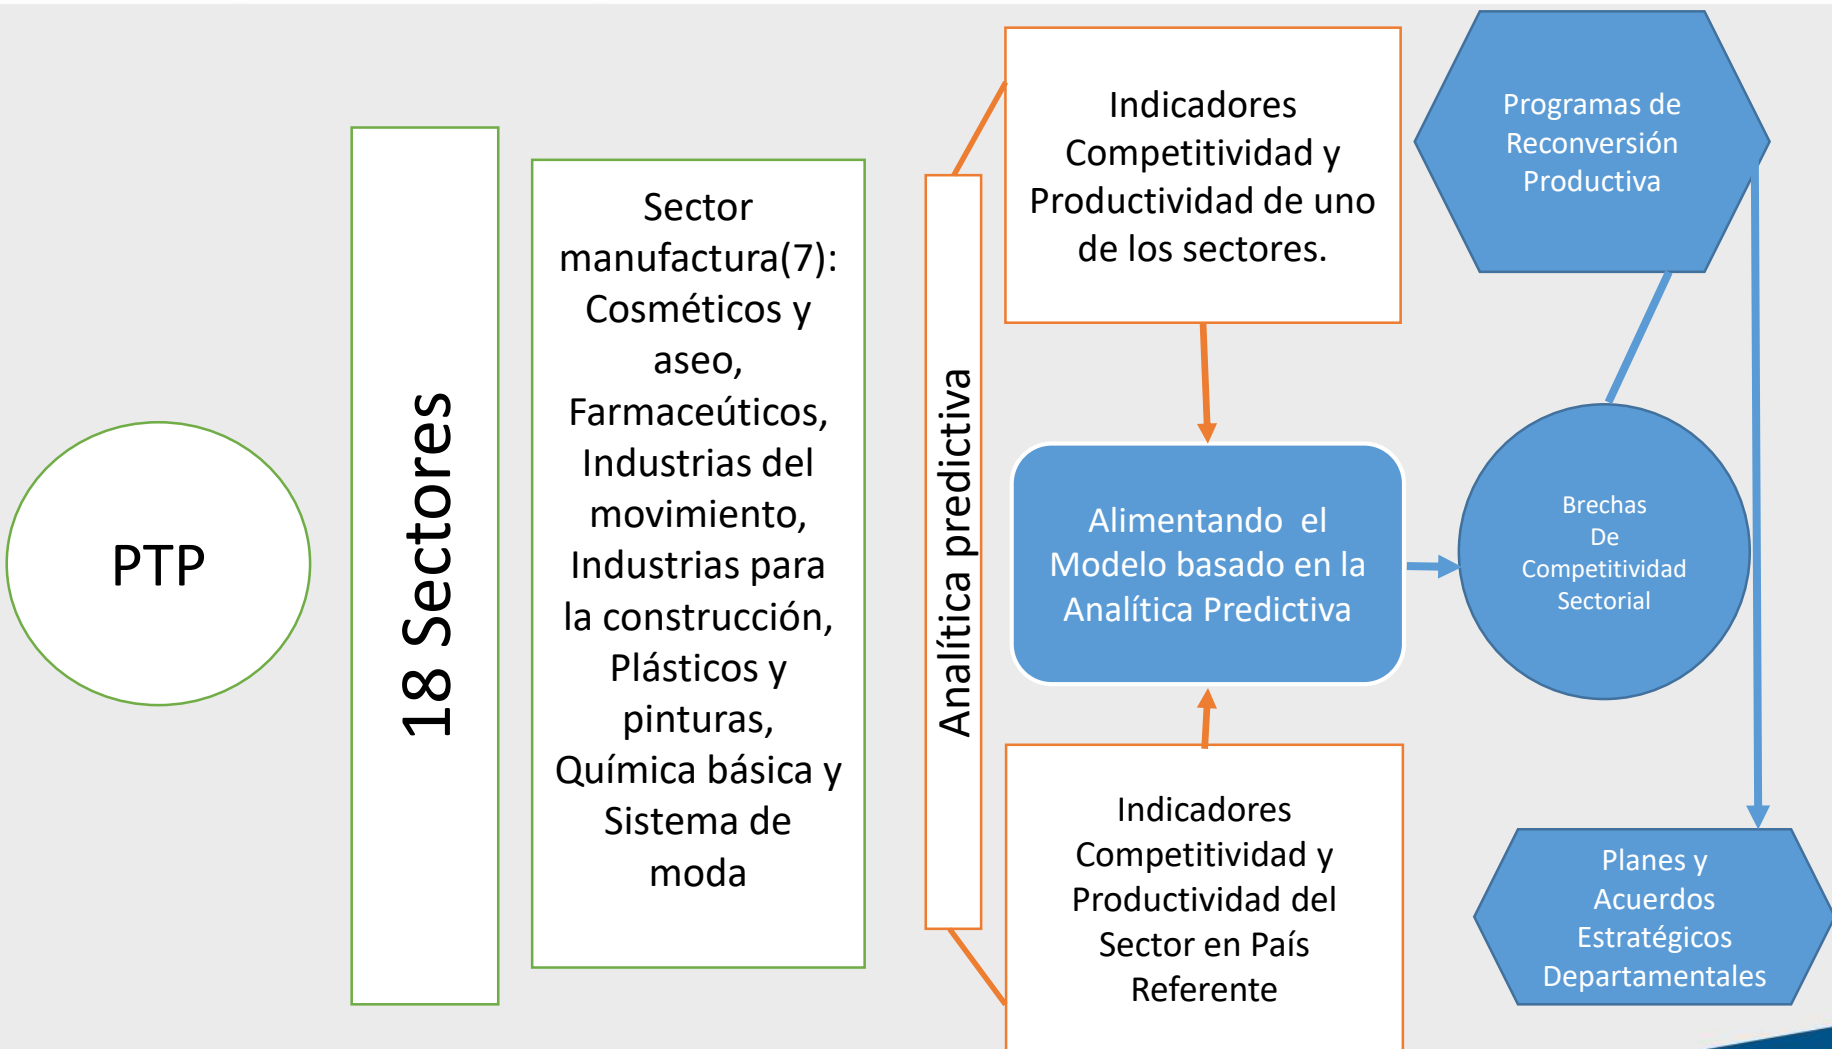 PTP
18 Sectores
Sector
manufactura(7):
Cosméticos y
aseo,
Farmaceúticos,
Industrias del
movimiento,
Industrias para
la construcción,
Plásticos y
pinturas,
Química básica y
Sistema de
moda
Analítica predictiva
Indicadores
Competitividad y
Productividad de uno
de los sectores.
Alimentando el
Modelo basado en la
Analítica Predictiva
Indicadores
Competitividad y
Productividad del
Sector en País
Referente
Programas de
Reconversión
Productiva
Brechas
De
Competitividad
Sectorial
Planes y
Acuerdos
Estratégicos
Departamentales